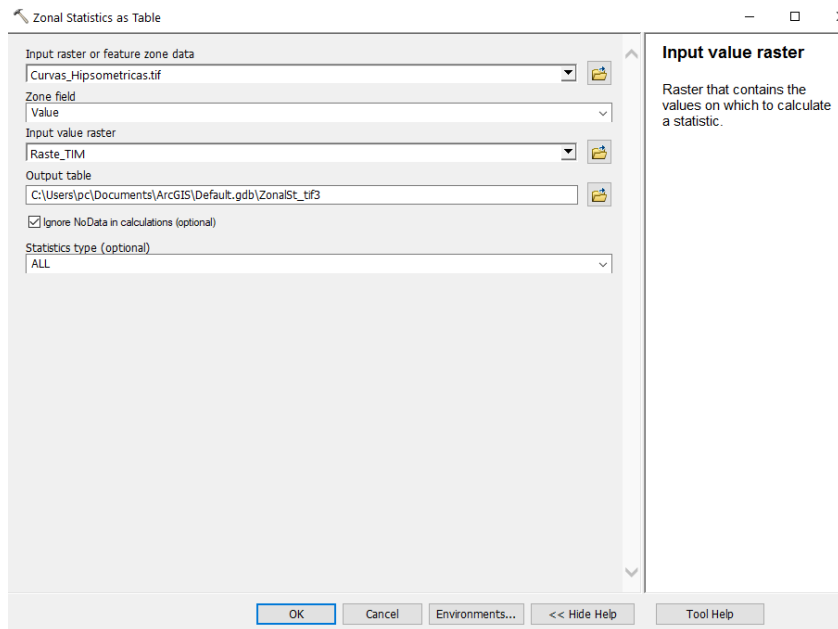 Zonal Statistics as Table
Input raster or feature zone data
Curvas_Hipsometricas.tif
Zone field
Value
Input value raster
Raste_TIM
Output table
C:\Users\pc\Documents\ArcGIS\Default.gdb\ZonalSt_tif3
Ignore NoData in calculations (optional)
Statistics type (optional)
ALL
Input value raster
Raster that contains the
values on which to calculate
a statistic.
OK
Cancel
Environments...
<< Hide Help
Tool Help